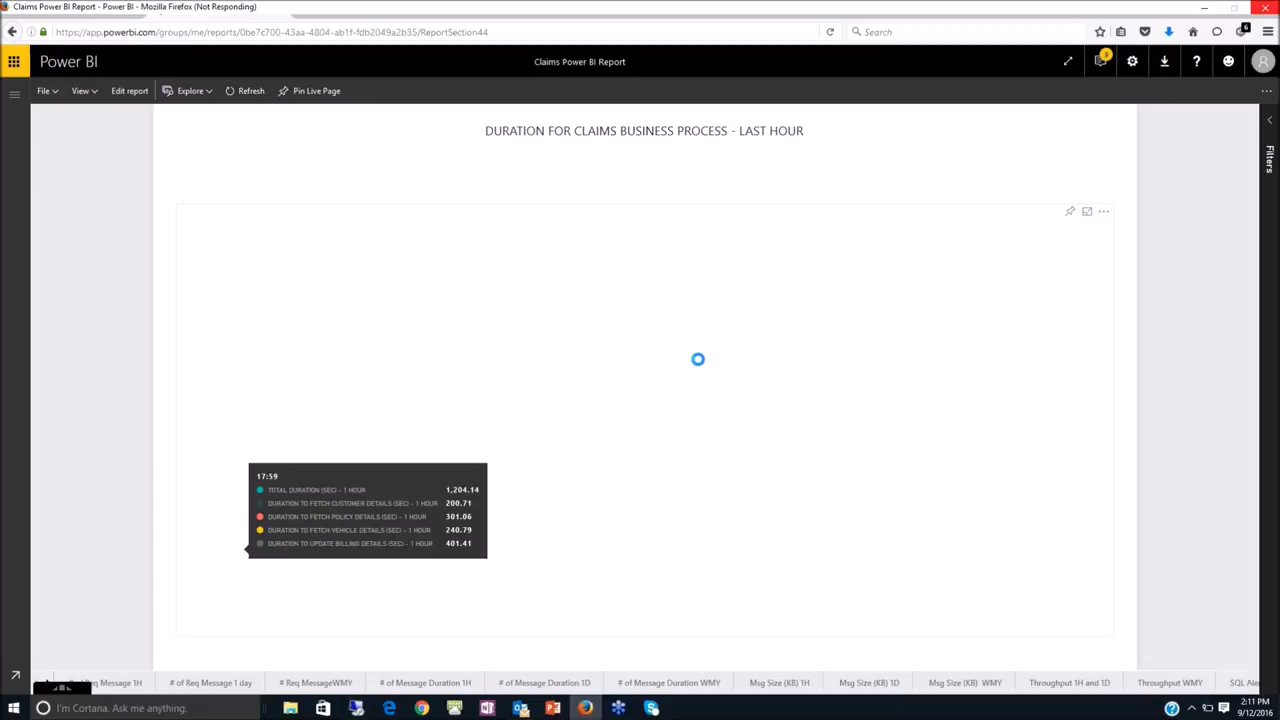 Claims Power BI Report - Power BI - Mozilla Firefox (Not Responding)
https://app.powerbi.com/groups/me/reports/0be7c700-43aa-4804-ab1f-fdb2049a2b35/ReportSection44
Search
6
Power BI
Claims Power BI Report
9
File
View
Edit report
Explore
Refresh
Pin Live Page
Filters
DURATION FOR CLAIMS BUSINESS PROCESS - LAST HOUR
17:59
TOTAL DURATION (SEC) - 1 HOUR 1,204.14
DURATION TO FETCH CUSTOMER DETAILS (SEC) - 1 HOUR 200.71
DURATION TO FETCH POLICY DETAILS (SEC) - 1 HOUR 301.06
DURATION TO FETCH VEHICLE DETAILS (SEC) - 1 HOUR 240.79
DURATION TO UPDATE BILLING DETAILS (SEC) - 1 HOUR 401.41
Req Message 1H
# of Req Message 1 day
# Req MessageWMY
# of Message Duration 1H
# of Message Duration 1D
# of Message Duration WMY
Msg Size (KB) 1H
Msg Size (KB) 1D
Msg Size (KB) WMY
Throughput 1H and 1D
Throughput WMY
SQL Aler
I'm Cortana. Ask me anything.
2:11 PM
9/12/2016